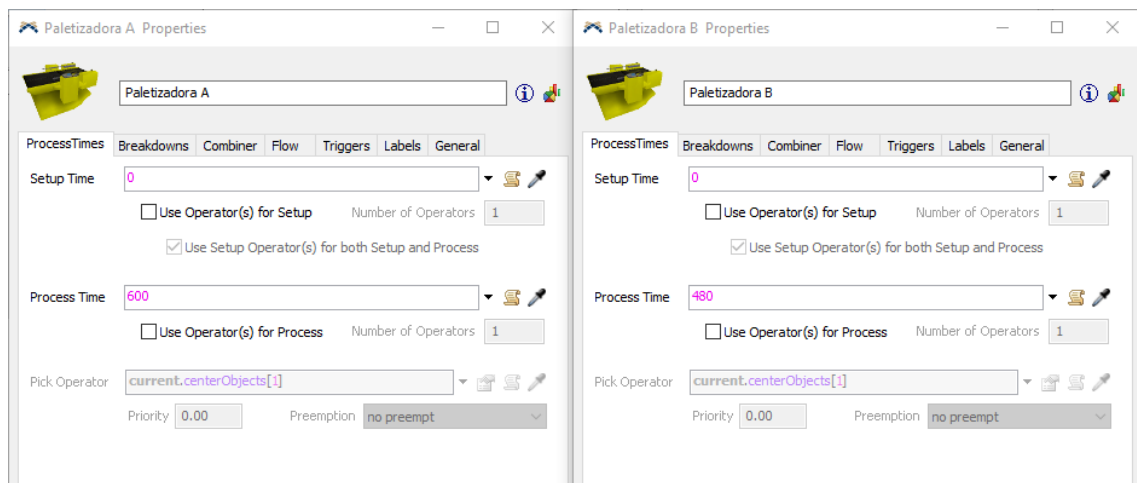 Paletizadora A Properties
Paletizadora A
ProcessTimes Breakdowns Combiner Flow Triggers Labels General
Setup Time 0
Use Operator(s) for Setup Number of Operators 1
Use Setup Operator(s) for both Setup and Process
Process Time 600
Use Operator(s) for Process Number of Operators 1
Pick Operator current.centerObjects[1]
Priority 0.00 Preemption no preempt
Paletizadora B Properties
Paletizadora B
ProcessTimes Breakdowns Combiner Flow Triggers Labels General
Setup Time 0
Use Operator(s) for Setup Number of Operators 1
Use Setup Operator(s) for both Setup and Process
Process Time 480
Use Operator(s) for Process Number of Operators 1
Pick Operator current.centerObjects[1]
Priority 0.00 Preemption no preempt